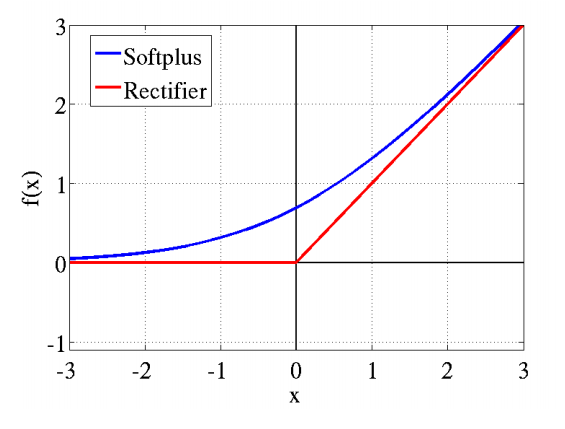 3
Softplus
Rectifier
2
1
f(x)
0
-1
-3 -2 -1 0 1 2 3
x